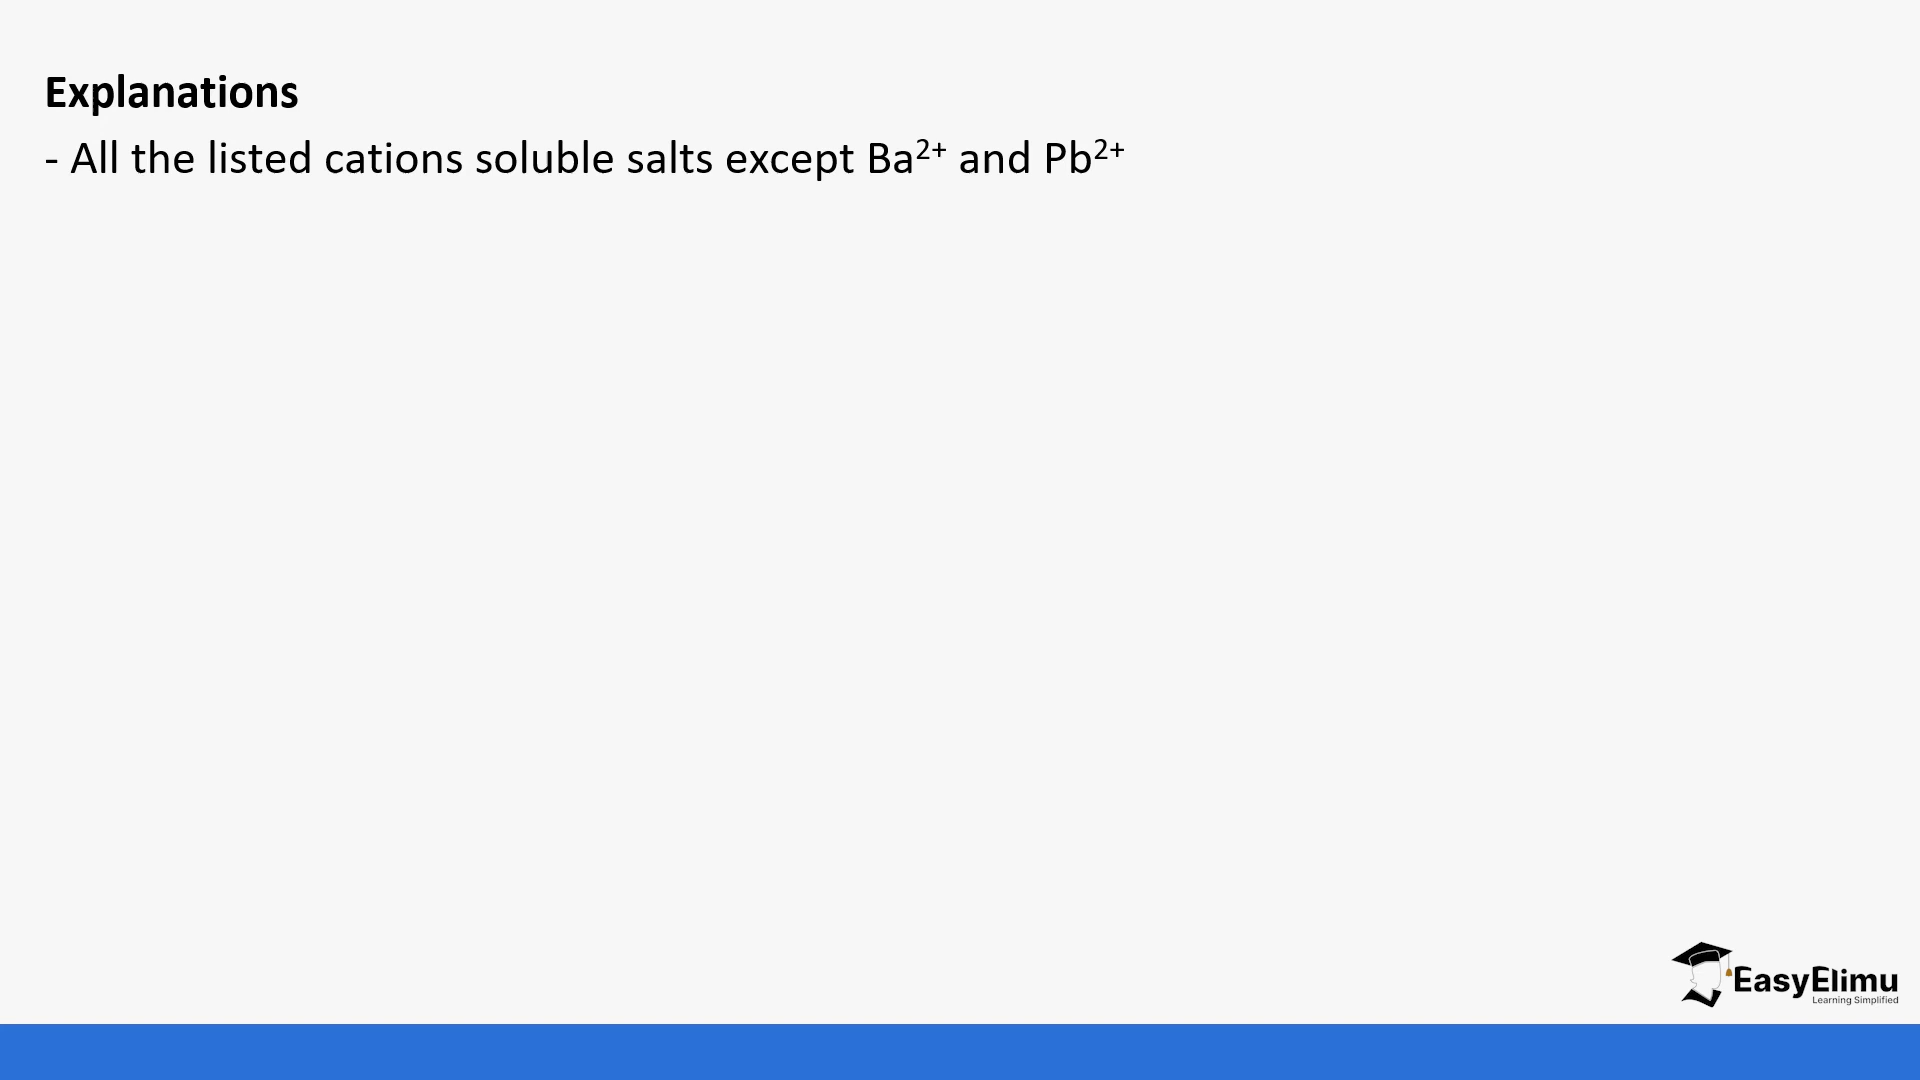 Explanations
- All the listed cations soluble salts except Ba²⁺ and Pb²⁺
EasyElimu
Learning Simplified